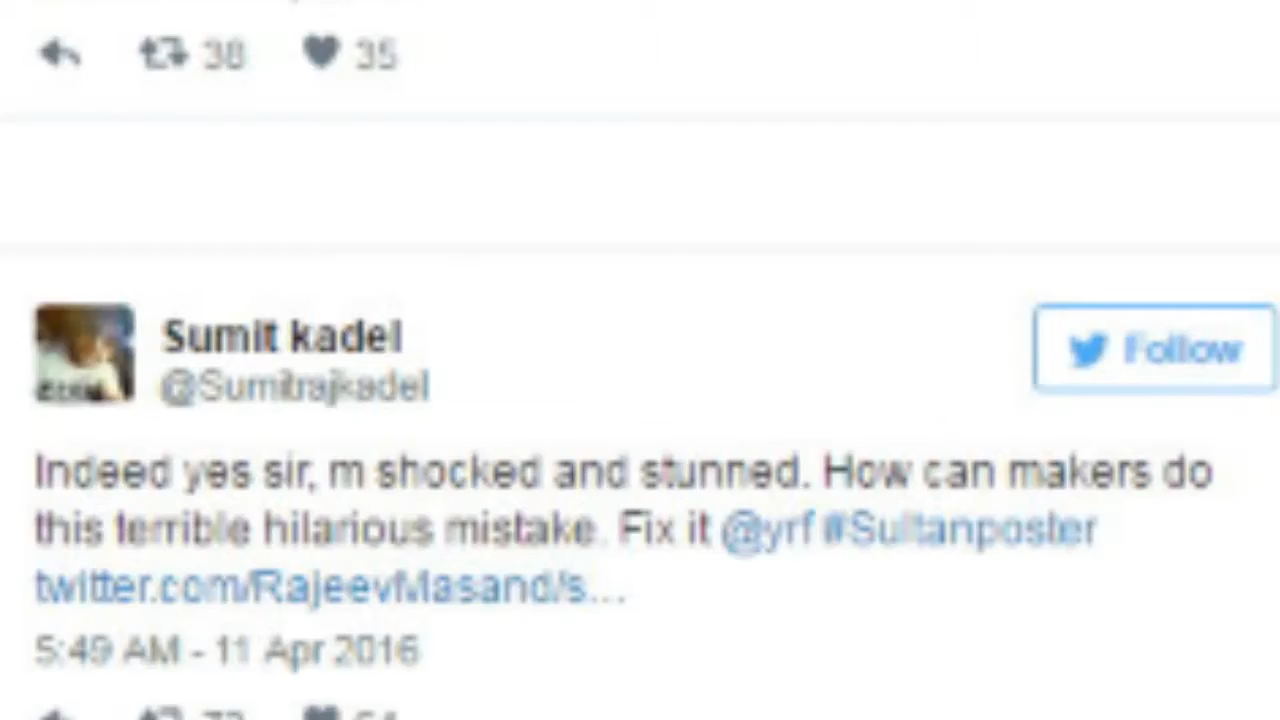 38 35
Sumit kadel
@Sumitrajkadel
Follow
Indeed yes sir, m shocked and stunned. How can makers do
this terrible hilarious mistake. Fix it @yrf #Sultanposter
twitter.com/RajeevMasand/s...
5:49 AM - 11 Apr 2016